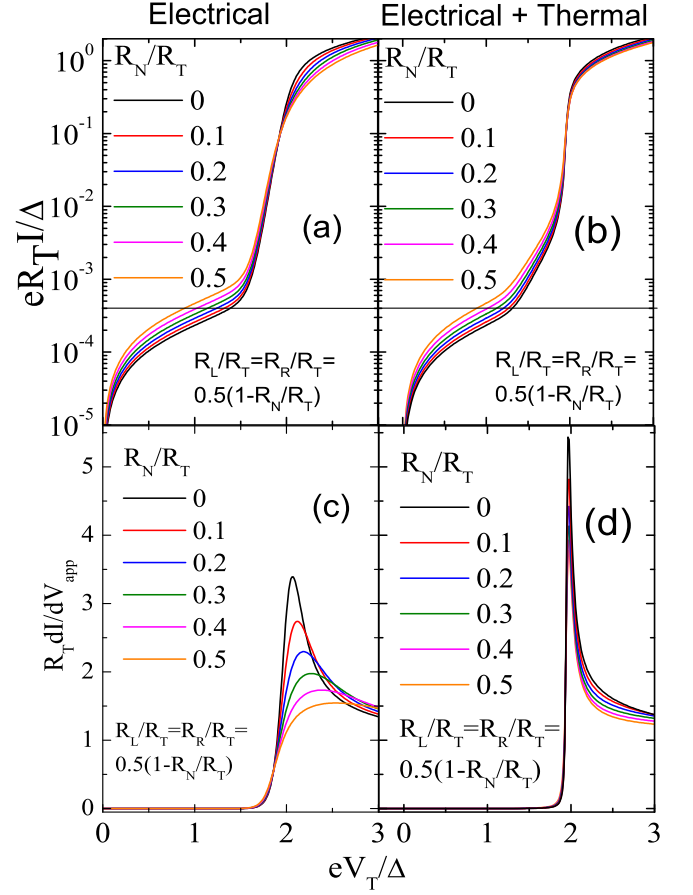 Electrical
Electrical + Thermal
eR_T I/Δ
10^0
10^-1
10^-2
10^-3
10^-4
10^-5
R_N/R_T
0
0.1
0.2
0.3
0.4
0.5
(a)
R_L/R_T=R_R/R_T=
0.5(1-R_N/R_T)
R_N/R_T
0
0.1
0.2
0.3
0.4
0.5
(b)
R_L/R_T=R_R/R_T=
0.5(1-R_N/R_T)
R_T dI/dV_app
5
4
3
2
1
0
R_N/R_T
0
0.1
0.2
0.3
0.4
0.5
(c)
R_L/R_T=R_R/R_T=
0.5(1-R_N/R_T)
R_N/R_T
0
0.1
0.2
0.3
0.4
0.5
(d)
R_L/R_T=R_R/R_T=
0.5(1-R_N/R_T)
0 1 2 3
0 1 2 3
eV_T/Δ